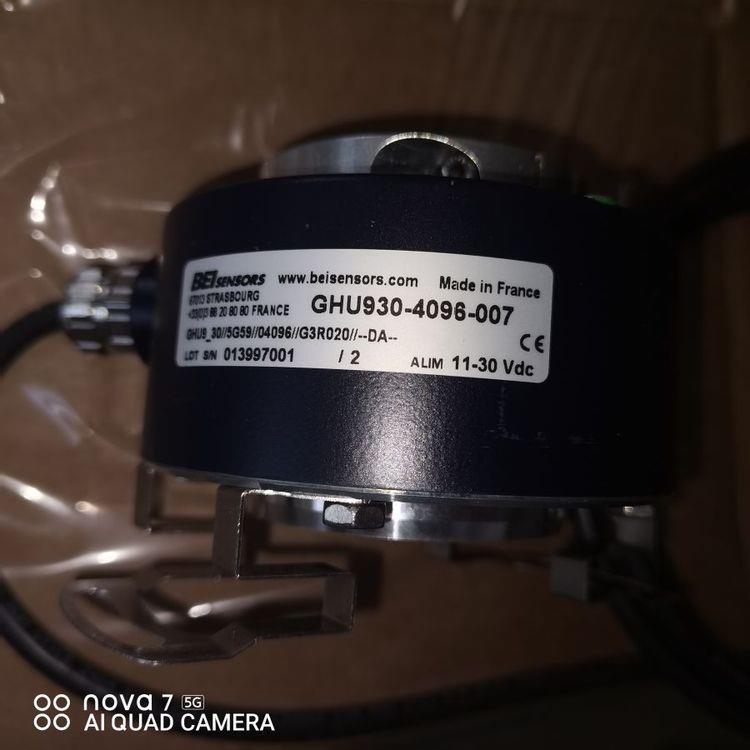 BEI SENSORS www.beisensors.com Made in France
67013 STRASBOURG
+33(0)3 88 20 80 80 FRANCE GHU930-4096-007
GHU9_30//5G59//04096//G3R020//--DA-- CE
LOT S/N 013997001 / 2 ALIM 11-30 Vdc
nova 7 5G
AI QUAD CAMERA